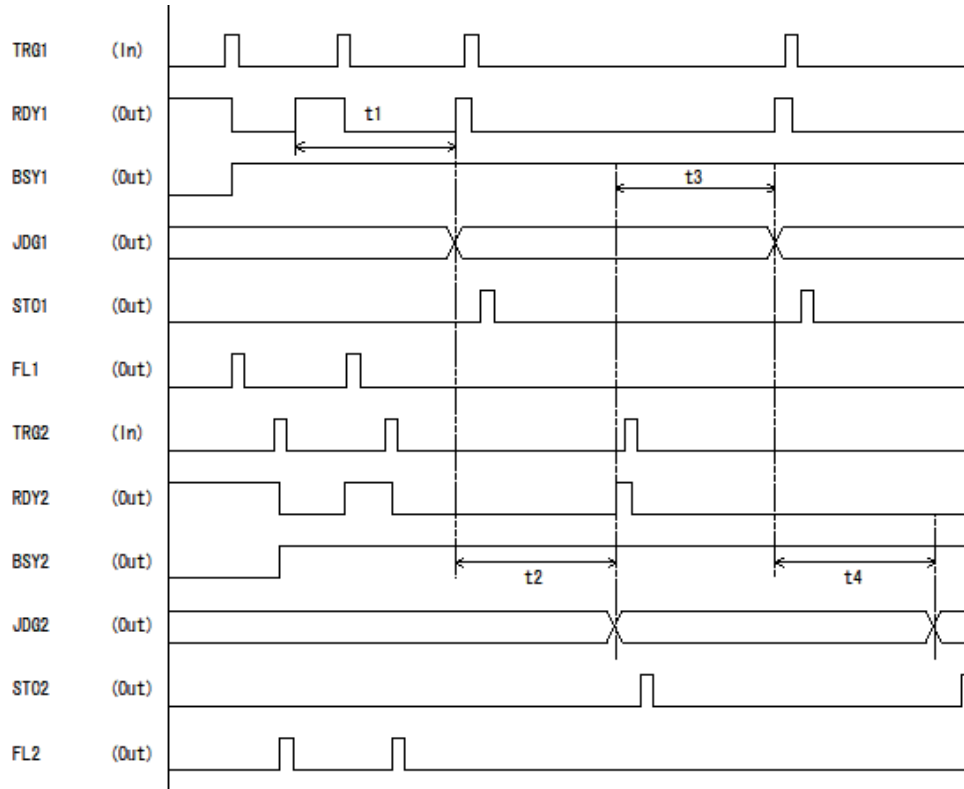 TRG1 (In)
RDY1 (Out) t1
BSY1 (Out) t3
JDG1 (Out)
STO1 (Out)
FL1 (Out)
TRG2 (In)
RDY2 (Out)
BSY2 (Out) t2 t4
JDG2 (Out)
STO2 (Out)
FL2 (Out)